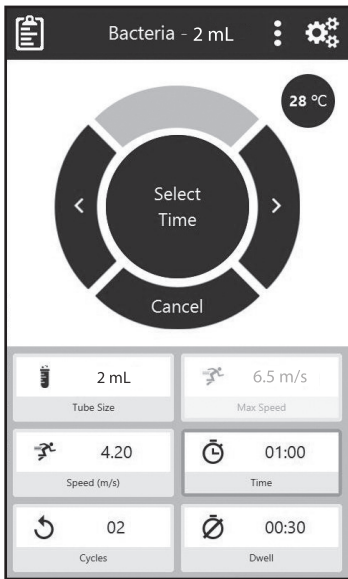 Bacteria - 2 mL
28 °C
Select
Time
< >
Cancel
2 mL
Tube Size
6.5 m/s
Max Speed
4.20
Speed (m/s)
01:00
Time
02
Cycles
00:30
Dwell